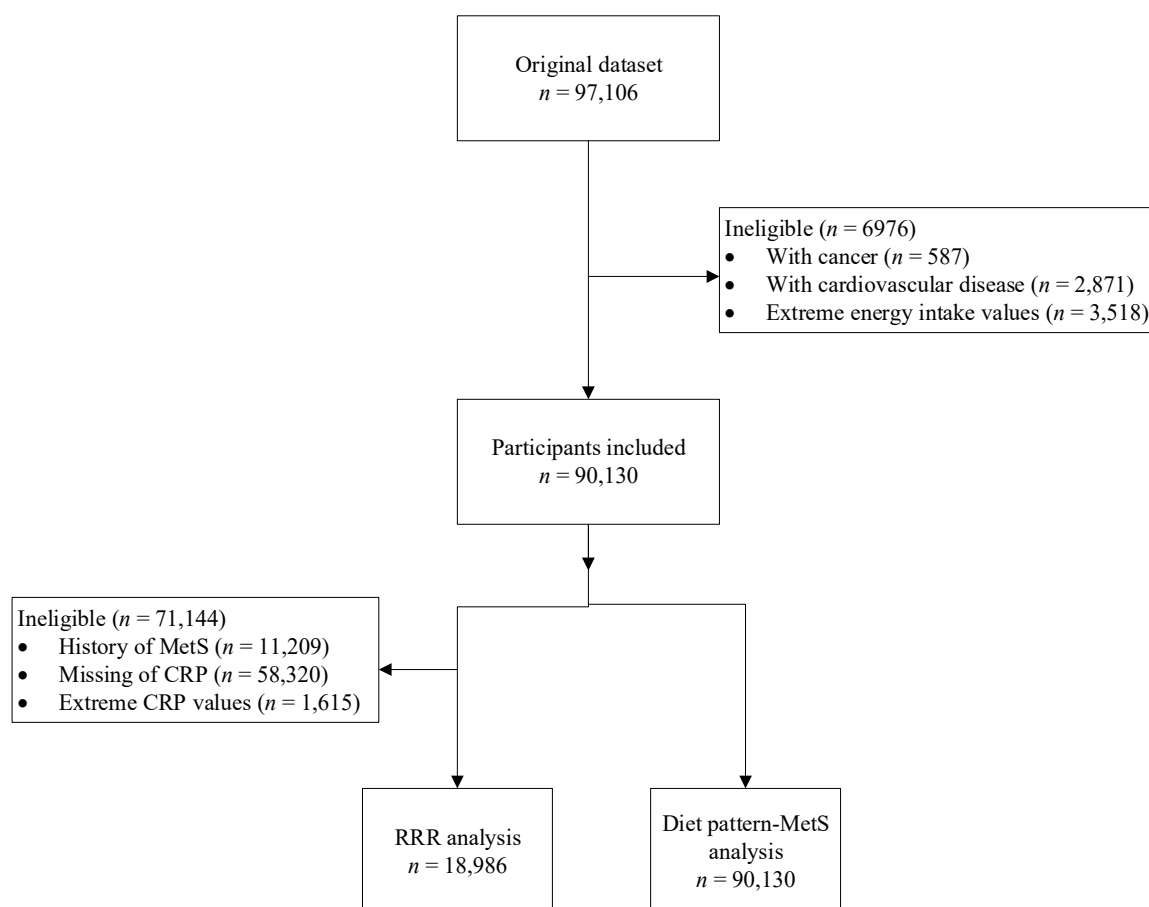 Original dataset
n = 97,106
Ineligible (n = 6976)
• With cancer (n = 587)
• With cardiovascular disease (n = 2,871)
• Extreme energy intake values (n = 3,518)
Participants included
n = 90,130
Ineligible (n = 71,144)
• History of MetS (n = 11,209)
• Missing of CRP (n = 58,320)
• Extreme CRP values (n = 1,615)
RRR analysis
n = 18,986
Diet pattern-MetS
analysis
n = 90,130